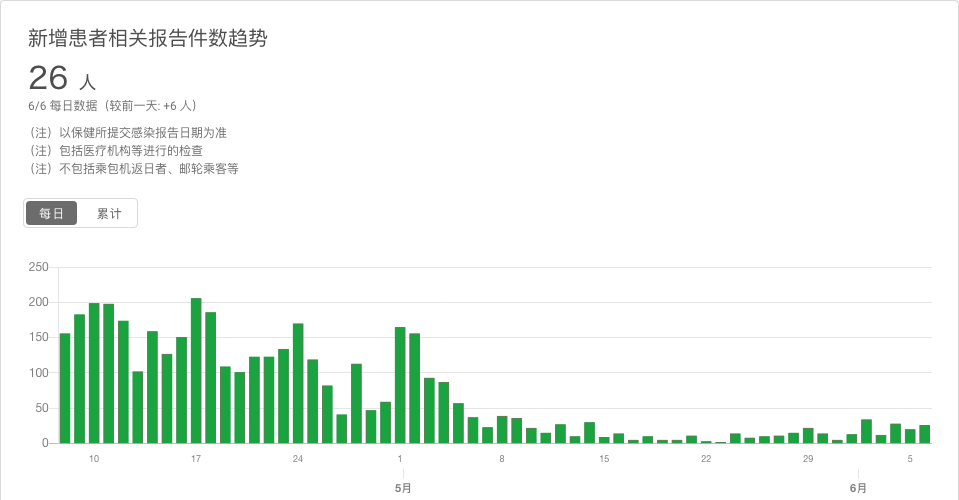 新增患者相关报告件数趋势
26 人
6/6 每日数据（较前一天: +6 人）
（注）以保健所提交感染报告日期为准
（注）包括医疗机构等进行的检查
（注）不包括乘包机返日者、邮轮乘客等
每日 累计
250
200
150
100
50
0
10 17 24 1 8 15 22 29 5
5月 6月